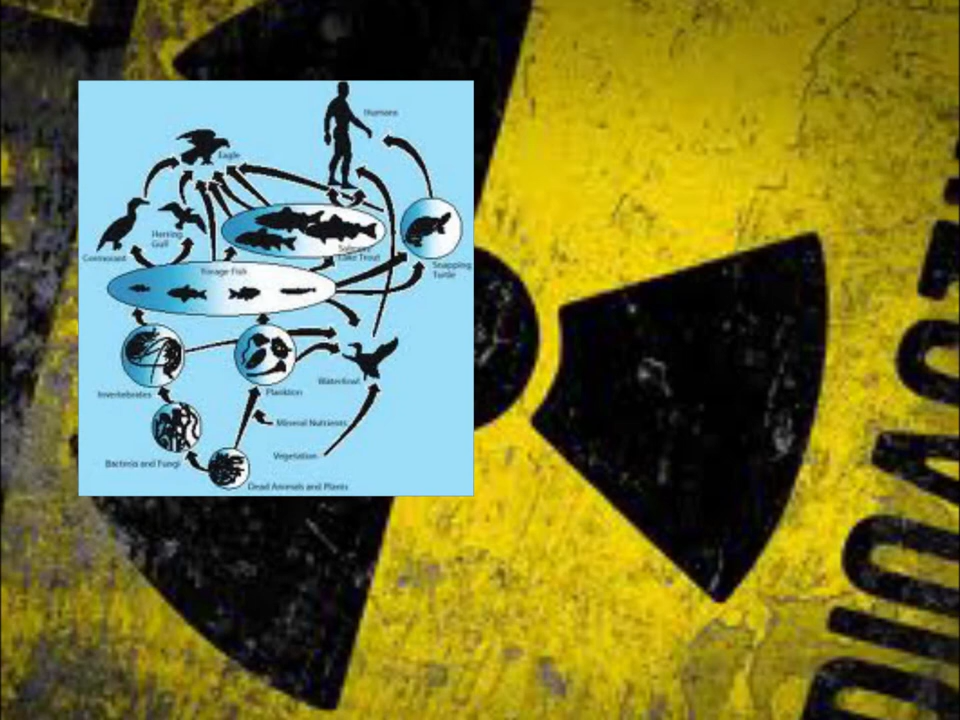 Humans
Eagle
Herring
Gull
Cormorant
Lake Trout
Forage Fish
Snapping
Turtle
Invertebrates
Plankton
Waterfowl
Mineral Nutrients
Bacteria and Fungi
Vegetation
Dead Animals and Plants